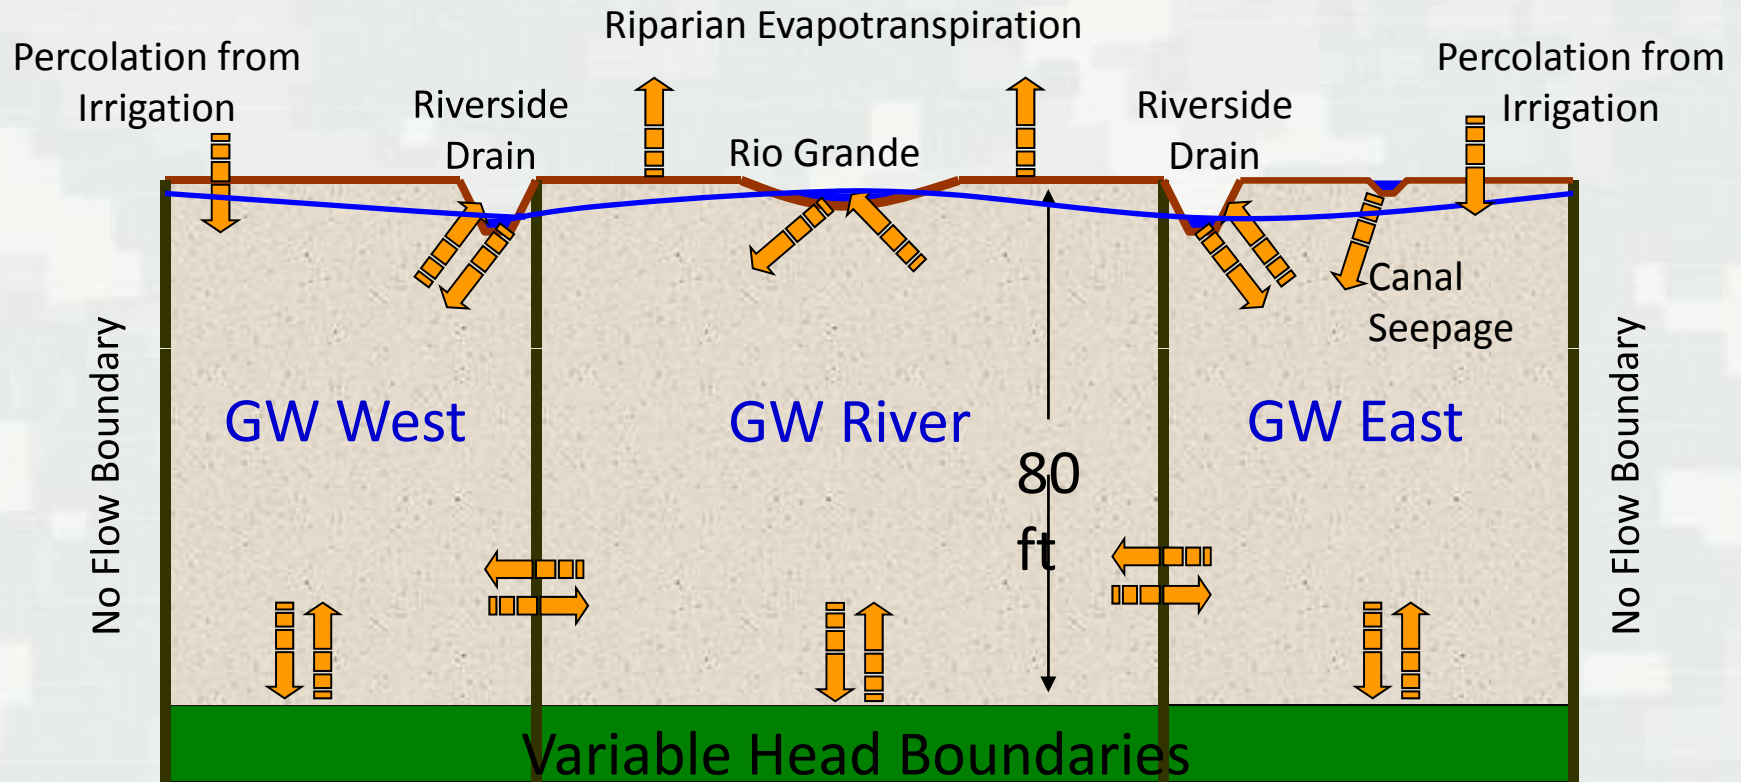 Riparian Evapotranspiration
Percolation from
Irrigation
Riverside
Drain
Rio Grande
Riverside
Drain
Percolation from
Irrigation
Canal
Seepage
No Flow Boundary
GW West
GW River
GW East
80
ft
No Flow Boundary
Variable Head Boundaries